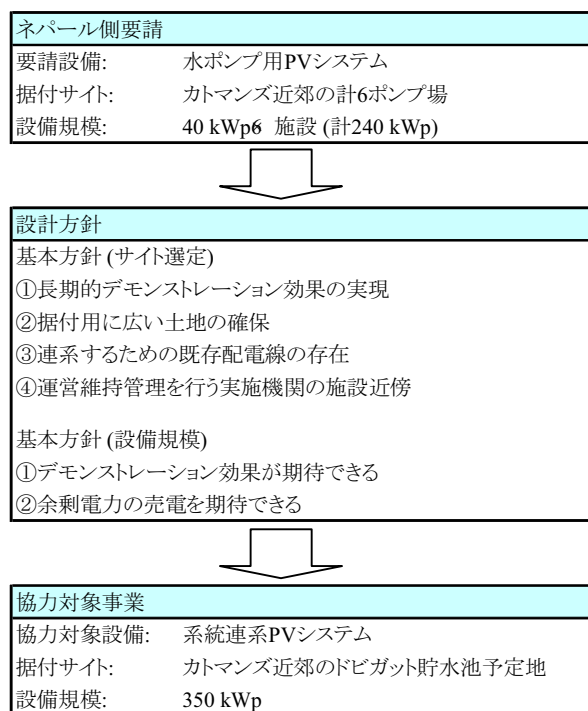 ネパール側要請
要請設備: 水ポンプ用PVシステム
据付サイト: カトマンズ近郊の計6ポンプ場
設備規模: 40 kWp6 施設 (計240 kWp)
設計方針
基本方針 (サイト選定)
①長期的デモンストレーション効果の実現
②据付用に広い土地の確保
③連系するための既存配電線の存在
④運営維持管理を行う実施機関の施設近傍
基本方針 (設備規模)
①デモンストレーション効果が期待できる
②余剰電力の売電を期待できる
協力対象事業
協力対象設備: 系統連系PVシステム
据付サイト: カトマンズ近郊のドビガット貯水池予定地
設備規模: 350 kWp